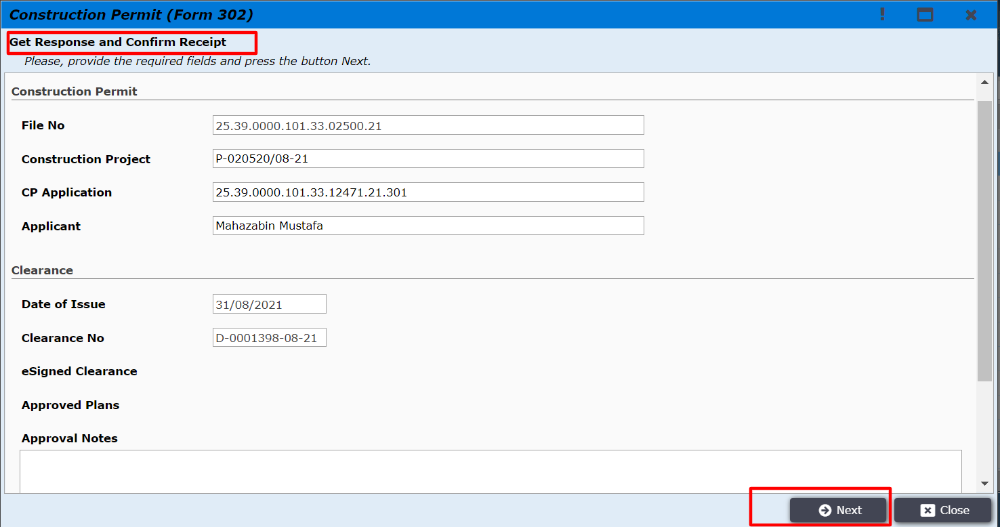 Construction Permit (Form 302)
Get Response and Confirm Receipt
Please, provide the required fields and press the button Next.
Construction Permit
File No 25.39.0000.101.33.02500.21
Construction Project P-020520/08-21
CP Application 25.39.0000.101.33.12471.21.301
Applicant Mahazabin Mustafa
Clearance
Date of Issue 31/08/2021
Clearance No D-0001398-08-21
eSigned Clearance
Approved Plans
Approval Notes
Next Close